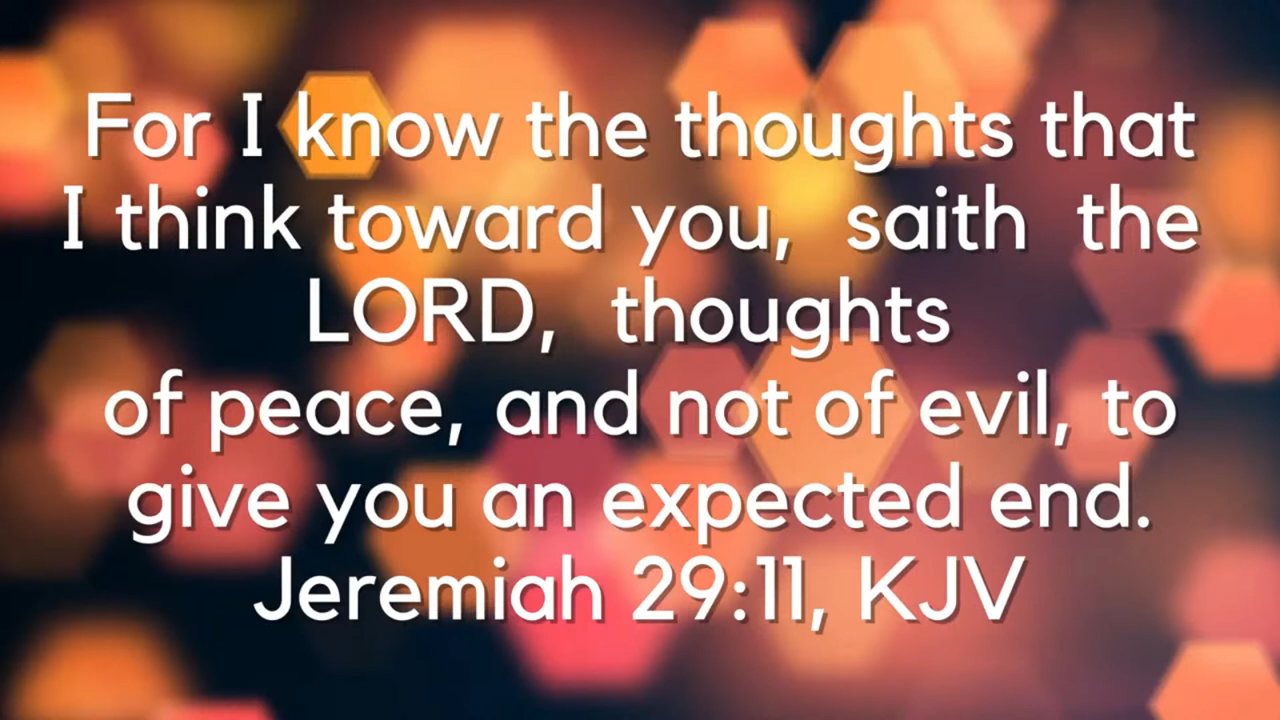 For I know the thoughts that
I think toward you, saith the
LORD, thoughts
of peace, and not of evil, to
give you an expected end.
Jeremiah 29:11, KJV